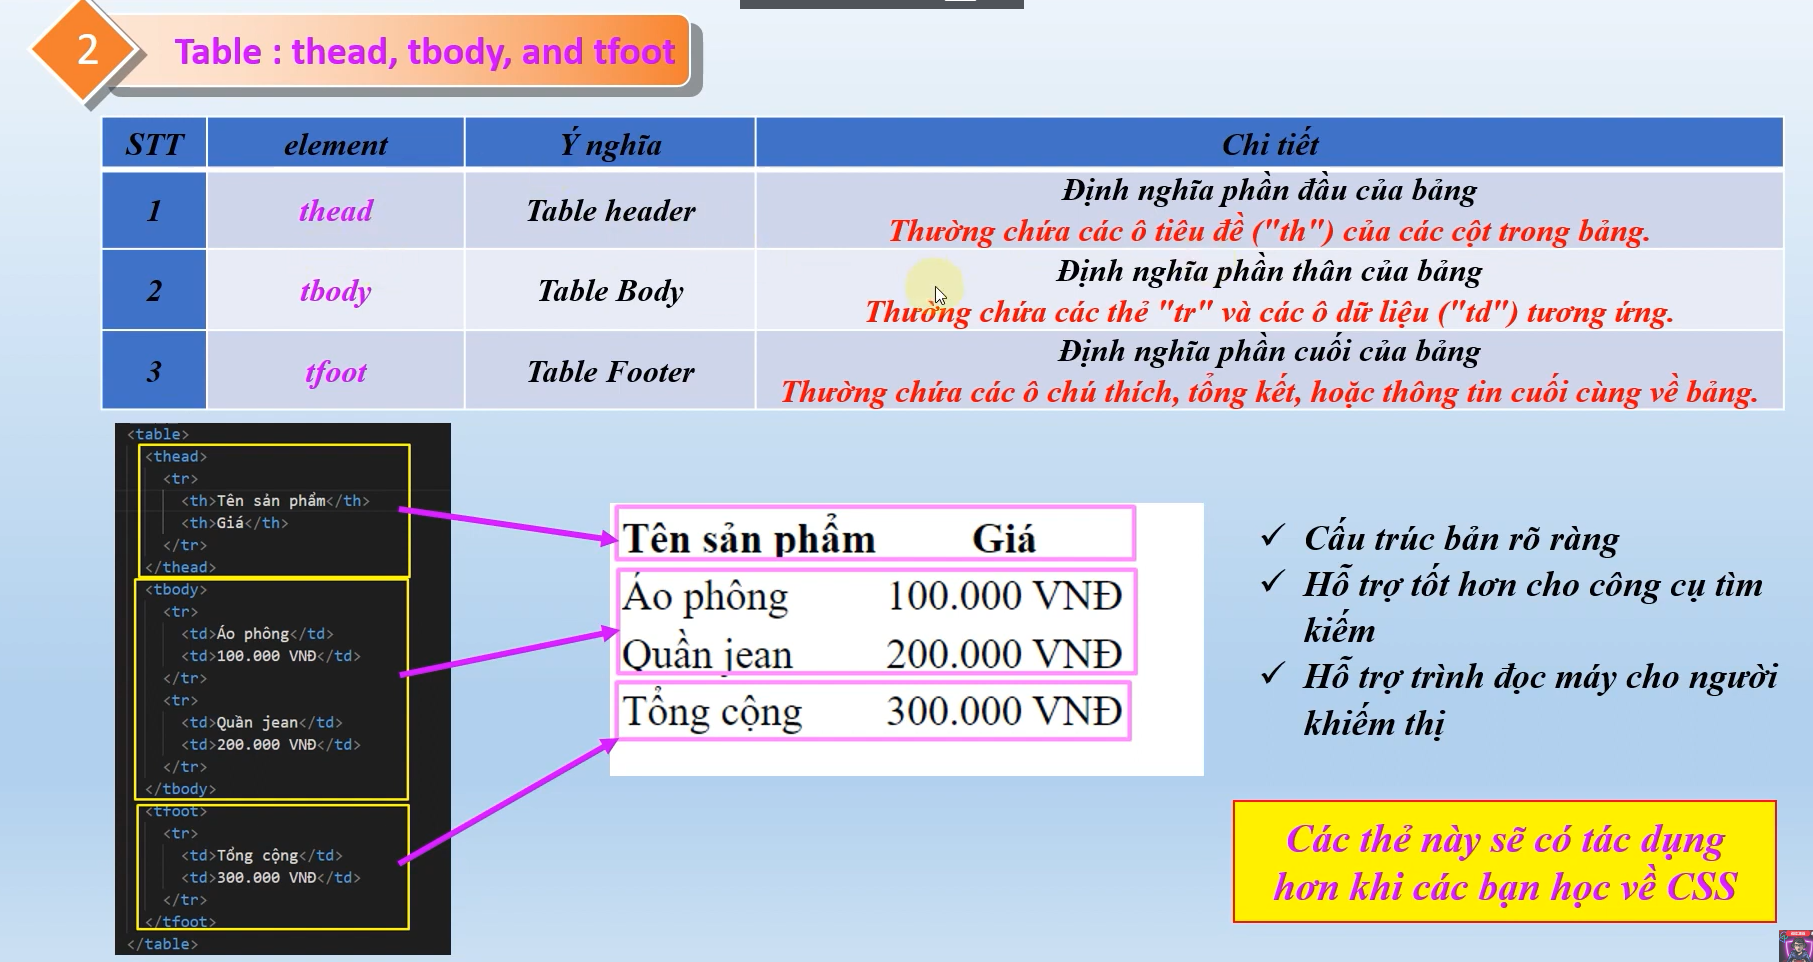 2
Table : thead, tbody, and tfoot
STT element Ý nghĩa Chi tiết
1 thead Table header Định nghĩa phần đầu của bảng
Thường chứa các ô tiêu đề ("th") của các cột trong bảng.
2 tbody Table Body Định nghĩa phần thân của bảng
Thường chứa các thẻ "tr" và các ô dữ liệu ("td") tương ứng.
3 tfoot Table Footer Định nghĩa phần cuối của bảng
Thường chứa các ô chú thích, tổng kết, hoặc thông tin cuối cùng về bảng.
<table>
<thead>
<tr>
<th>Tên sản phẩm</th>
<th>Giá</th>
</tr>
</thead>
<tbody>
<tr>
<td>Áo phông</td>
<td>100.000 VNĐ</td>
</tr>
<tr>
<td>Quần jean</td>
<td>200.000 VNĐ</td>
</tr>
</tbody>
<tfoot>
<tr>
<td>Tổng cộng</td>
<td>300.000 VNĐ</td>
</tr>
</tfoot>
</table>
Tên sản phẩm Giá
Áo phông 100.000 VNĐ
Quần jean 200.000 VNĐ
Tổng cộng 300.000 VNĐ
✓ Cấu trúc bản rõ ràng
✓ Hỗ trợ tốt hơn cho công cụ tìm
kiếm
✓ Hỗ trợ trình đọc máy cho người
khiếm thị
Các thẻ này sẽ có tác dụng
hơn khi các bạn học về CSS